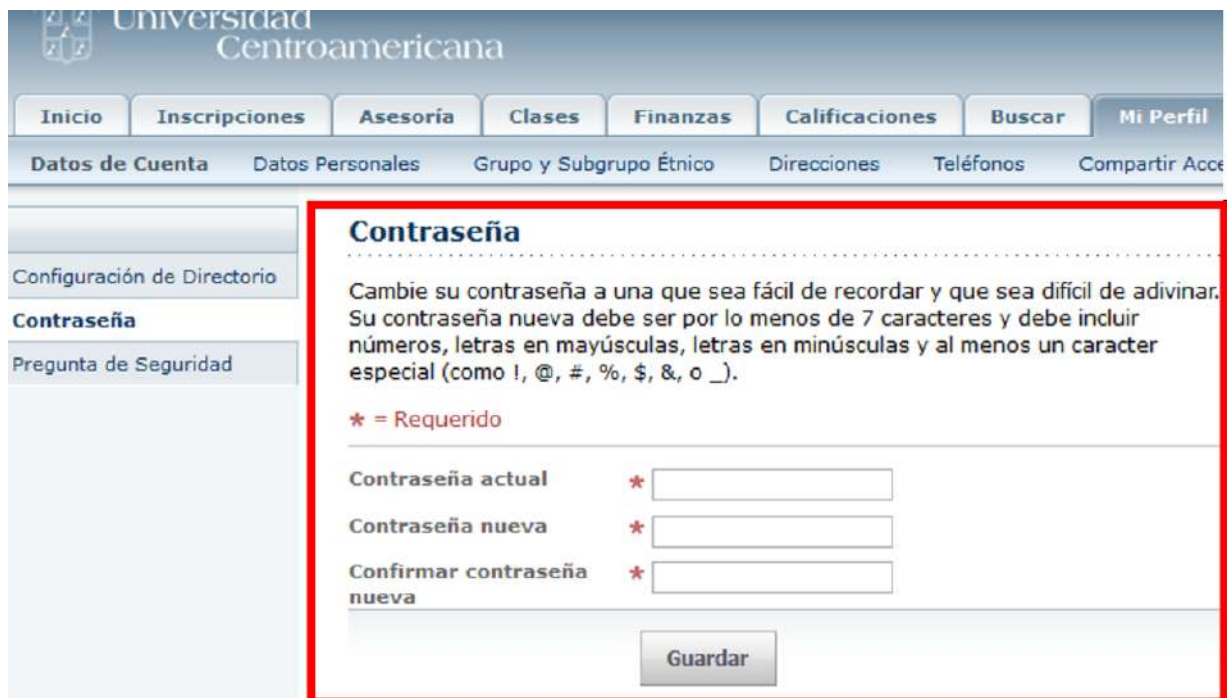 Universidad
Centroamericana
Inicio Inscripciones Asesoría Clases Finanzas Calificaciones Buscar Mi Perfil
Datos de Cuenta Datos Personales Grupo y Subgrupo Étnico Direcciones Teléfonos Compartir Acce
Configuración de Directorio
Contraseña
Pregunta de Seguridad
Contraseña
Cambie su contraseña a una que sea fácil de recordar y que sea difícil de adivinar.
Su contraseña nueva debe ser por lo menos de 7 caracteres y debe incluir
números, letras en mayúsculas, letras en minúsculas y al menos un caracter
especial (como !, @, #, %, $, &, o _).
* = Requerido
Contraseña actual *
Contraseña nueva *
Confirmar contraseña *
nueva
Guardar